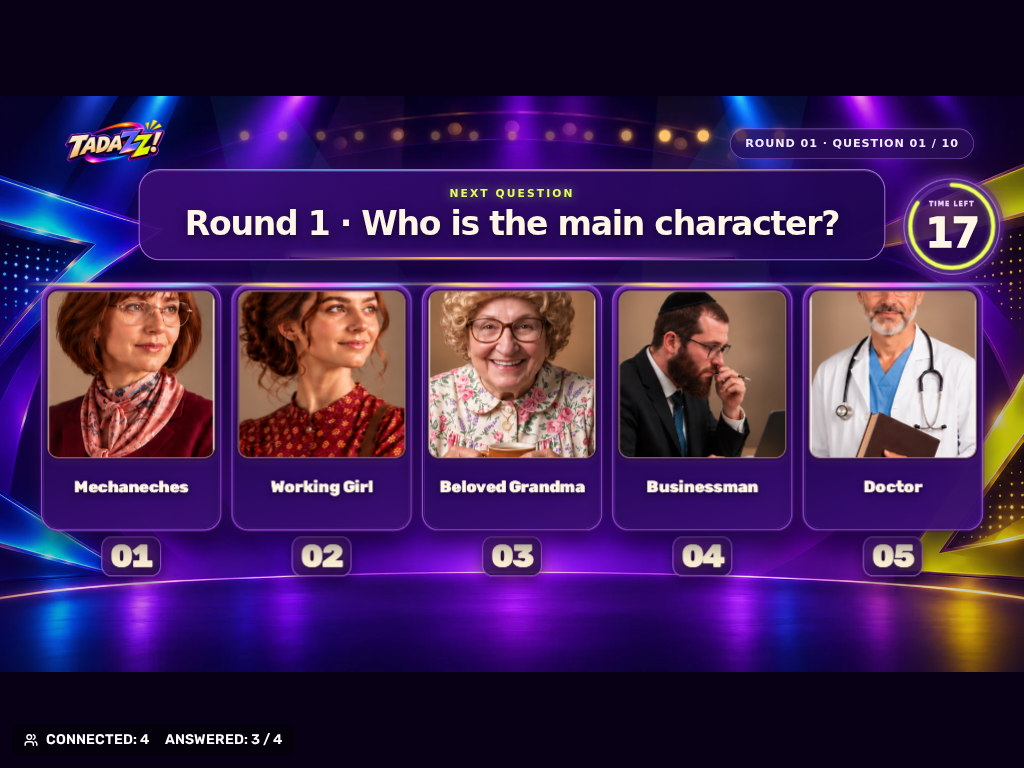 TADAZZ!
ROUND 01 · QUESTION 01 / 10
NEXT QUESTION
Round 1 · Who is the main character?
TIME LEFT
17
Mechaneches
Working Girl
Beloved Grandma
Businessman
Doctor
01
02
03
04
05
CONNECTED: 4 ANSWERED: 3 / 4